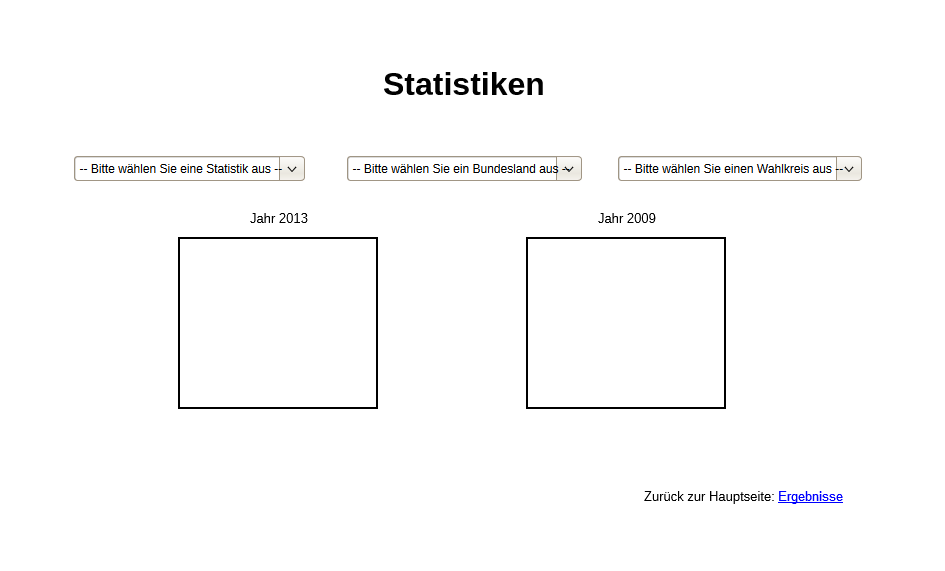 Statistiken
-- Bitte wählen Sie eine Statistik aus --
-- Bitte wählen Sie ein Bundesland aus --
-- Bitte wählen Sie einen Wahlkreis aus --
Jahr 2013
Jahr 2009
Zurück zur Hauptseite: Ergebnisse